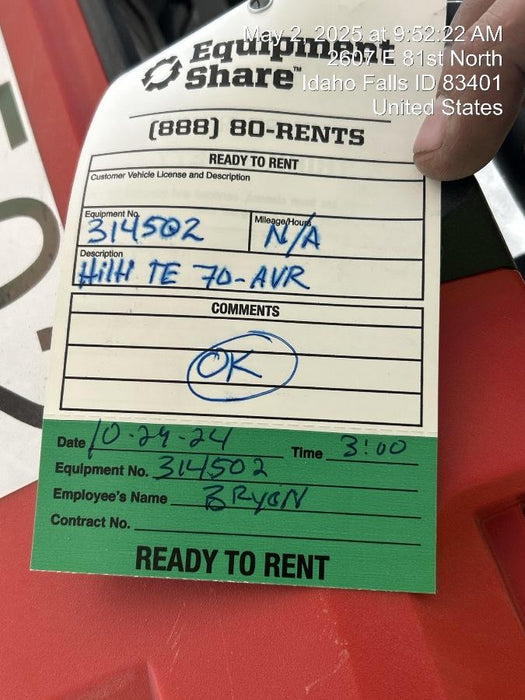 May 2, 2025 at 9:52:22 AM
2607 E 81st North
Idaho Falls ID 83401
United States
Equipment
Share™
(888) 80-RENTS
READY TO RENT
Customer Vehicle License and Description
Equipment No. Mileage/Hours
314502 N/A
Description
Hilti TE 70-AVR
COMMENTS
OK
Date 10-29-24 Time 3:00
Equipment No. 314502
Employee's Name BRyoN
Contract No.
READY TO RENT